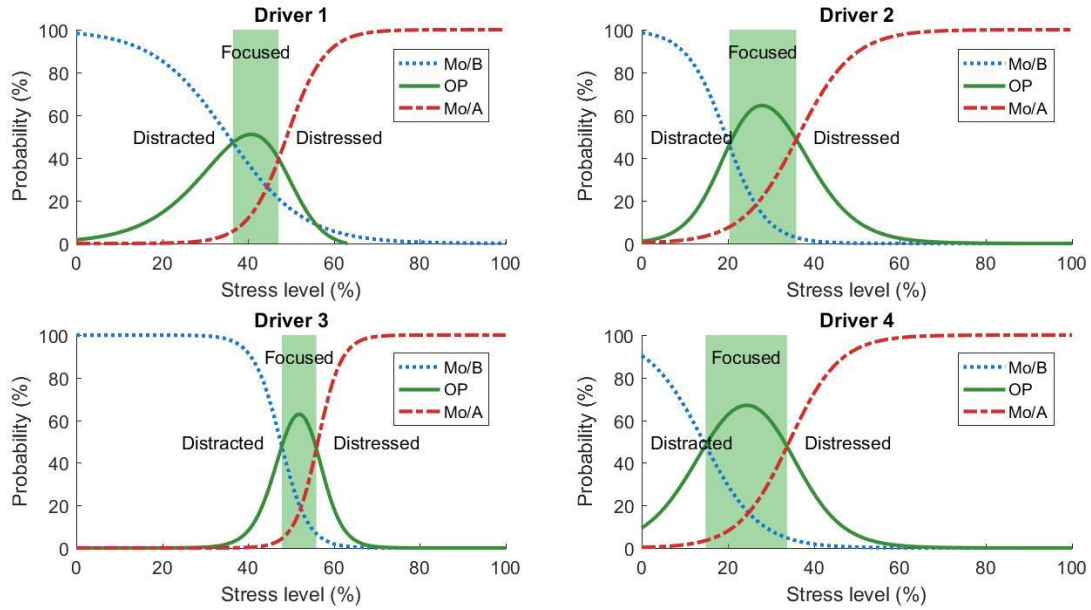 Driver 1
Probability (%)
100
80
60
40
20
0
Focused
Distracted
Distressed
Mo/B
OP
Mo/A
0 20 40 60 80 100
Stress level (%)
Driver 2
Probability (%)
100
80
60
40
20
0
Focused
Distracted
Distressed
Mo/B
OP
Mo/A
0 20 40 60 80 100
Stress level (%)
Driver 3
Probability (%)
100
80
60
40
20
0
Focused
Distracted
Distressed
Mo/B
OP
Mo/A
0 20 40 60 80 100
Stress level (%)
Driver 4
Probability (%)
100
80
60
40
20
0
Focused
Distracted
Distressed
Mo/B
OP
Mo/A
0 20 40 60 80 100
Stress level (%)